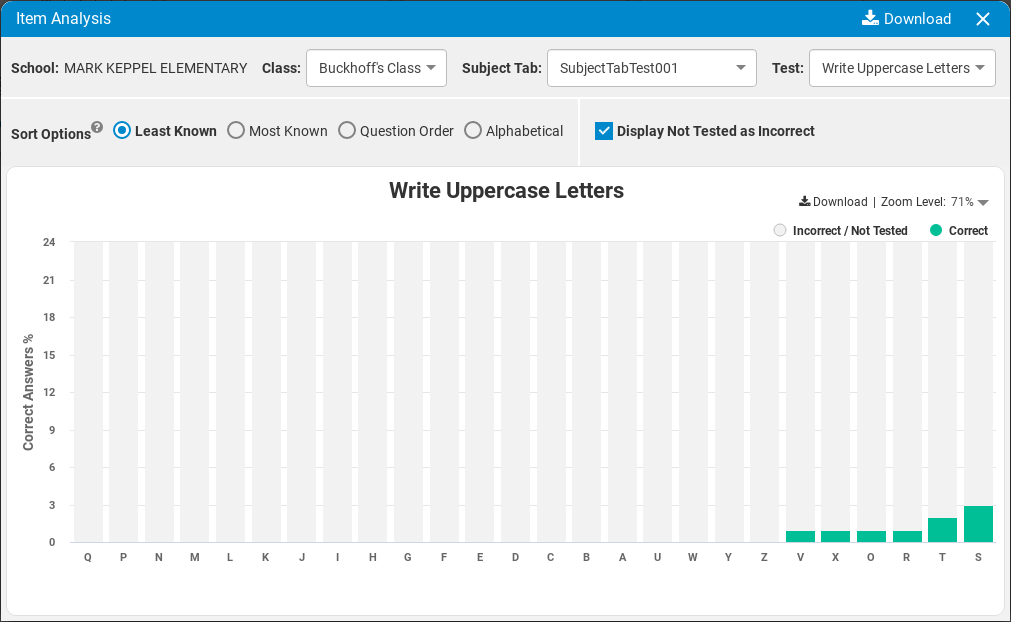 Item Analysis Download
School: MARK KEPPEL ELEMENTARY Class: Buckhoff's Class Subject Tab: SubjectTabTest001 Test: Write Uppercase Letters
Sort Options ? Least Known Most Known Question Order Alphabetical Display Not Tested as Incorrect
Write Uppercase Letters
Download | Zoom Level: 71%
Incorrect / Not Tested Correct
Correct Answers %
24
21
18
15
12
9
6
3
0
Q P N M L K J I H G F E D C B A U W Y Z V X O R T S